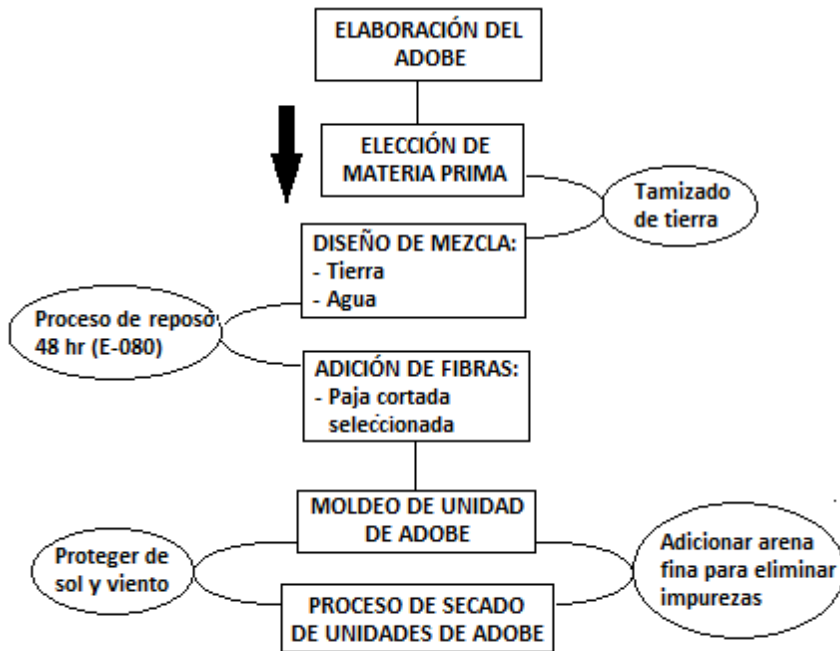 ELABORACIÓN DEL
ADOBE
ELECCIÓN DE
MATERIA PRIMA
Tamizado
de tierra
DISEÑO DE MEZCLA:
- Tierra
- Agua
Proceso de reposo
48 hr (E-080)
ADICIÓN DE FIBRAS:
- Paja cortada
seleccionada
MOLDEO DE UNIDAD
DE ADOBE
Proteger de
sol y viento
Adicionar arena
fina para eliminar
impurezas
PROCESO DE SECADO
DE UNIDADES DE ADOBE